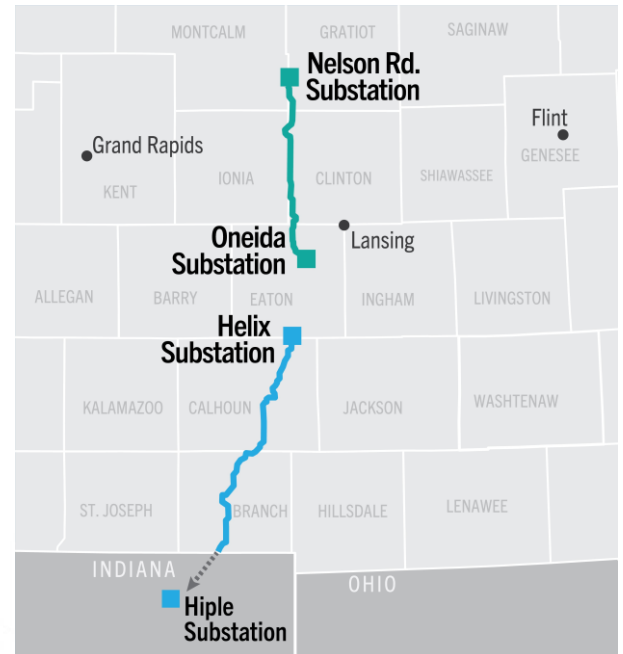 MONTCALM
GRATIOT
SAGINAW
Nelson Rd.
Substation
Flint
Grand Rapids
GENESEE
KENT
IONIA
CLINTON
SHIAWASSEE
Oneida
Substation
Lansing
ALLEGAN
BARRY
EATON
INGHAM
LIVINGSTON
Helix
Substation
KALAMAZOO
CALHOUN
JACKSON
WASHTENAW
ST. JOSEPH
BRANCH
HILLSDALE
LENAWEE
INDIANA
OHIO
Hiple
Substation